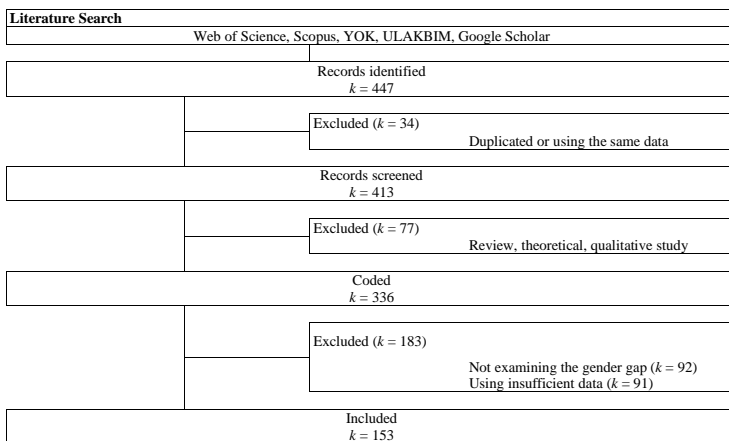 Literature Search
Web of Science, Scopus, YOK, ULAKBIM, Google Scholar
Records identified
k = 447
Excluded (k = 34)
Duplicated or using the same data
Records screened
k = 413
Excluded (k = 77)
Review, theoretical, qualitative study
Coded
k = 336
Excluded (k = 183)
Not examining the gender gap (k = 92)
Using insufficient data (k = 91)
Included
k = 153